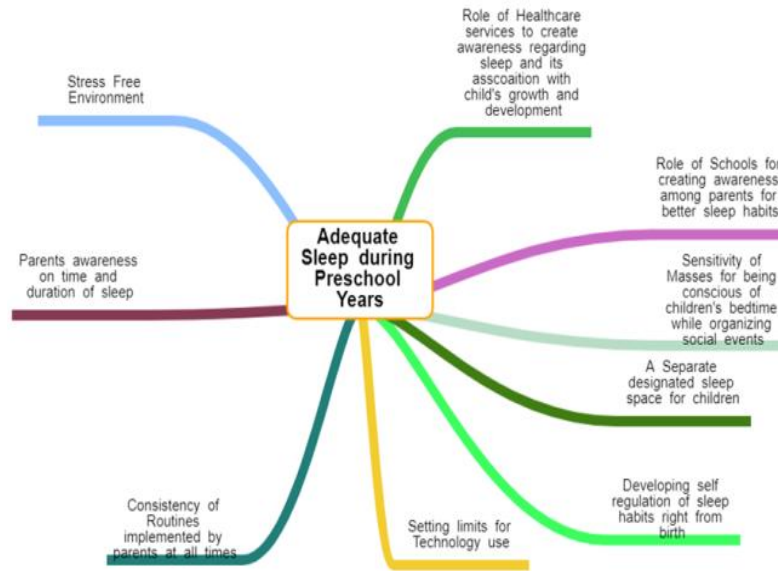 Role of Healthcare
services to create
awareness regarding
sleep and its
asscoaition with
child's growth and
development
Stress Free
Environment
Role of Schools for
creating awareness
among parents for
better sleep habits
Adequate
Sleep during
Preschool
Years
Parents awareness
on time and
duration of sleep
Sensitivity of
Masses for being
conscious of
children's bedtime
while organizing
social events
A Separate
designated sleep
space for children
Developing self
regulation of sleep
habits right from
birth
Consistency of
Routines
implemented by
parents at all times
Setting limits for
Technology use